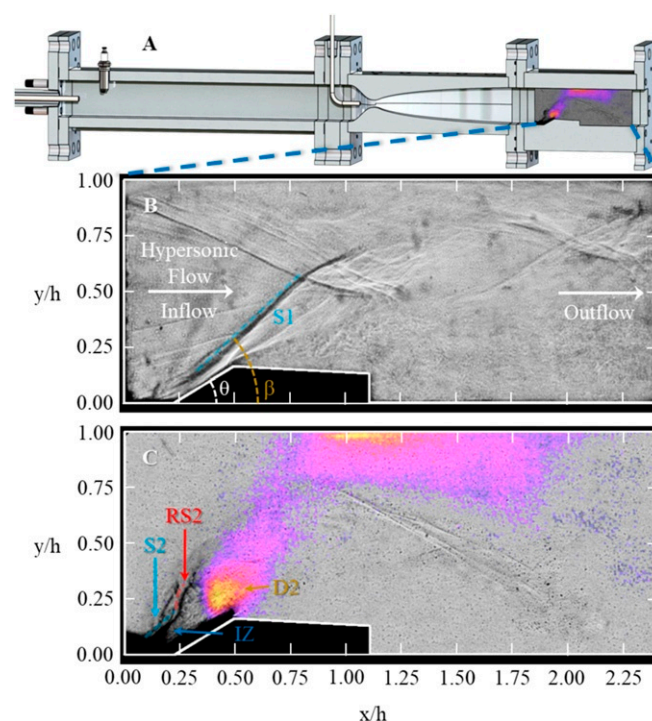 A
1.00
B
0.75
Hypersonic
Flow
y/h
0.50
Inflow
S1
Outflow
0.25
θ
β
0.00
1.00
C
0.75
RS2
y/h
0.50
S2
D2
0.25
IZ
0.00
0.00 0.25 0.50 0.75 1.00 1.25 1.50 1.75 2.00 2.25
x/h